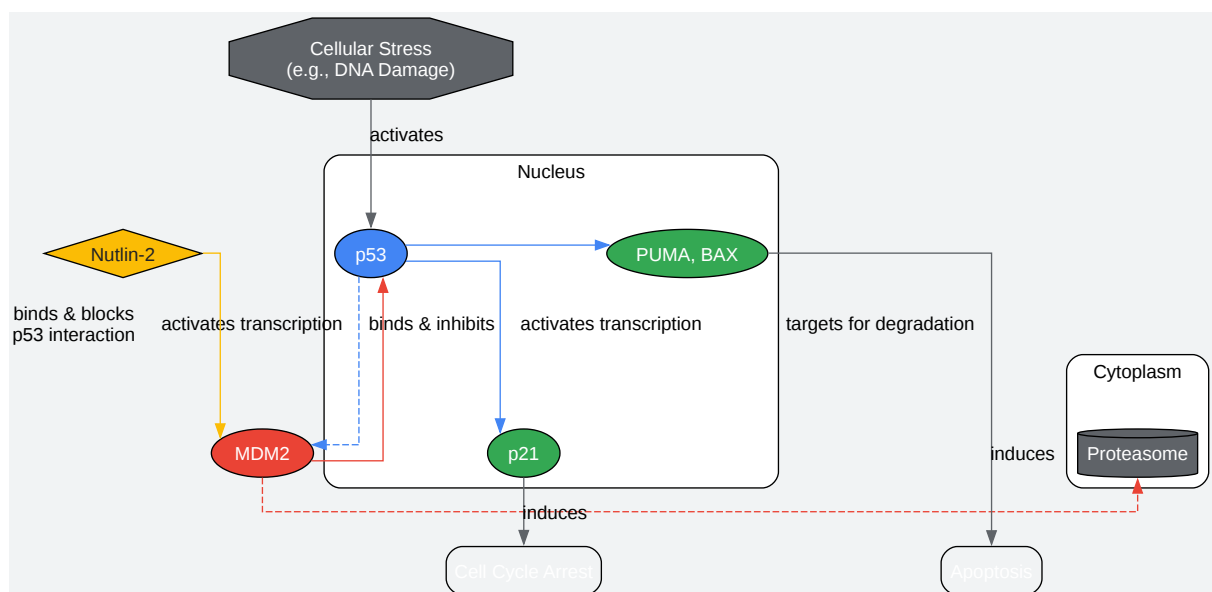 Cellular Stress
(e.g., DNA Damage)
activates
Nucleus
Nutlin-2
p53
PUMA, BAX
binds & blocks
p53 interaction
activates transcription
binds & inhibits
activates transcription
targets for degradation
Cytoplasm
MDM2
p21
induces
Proteasome
induces
Cell Cycle Arrest
Apoptosis